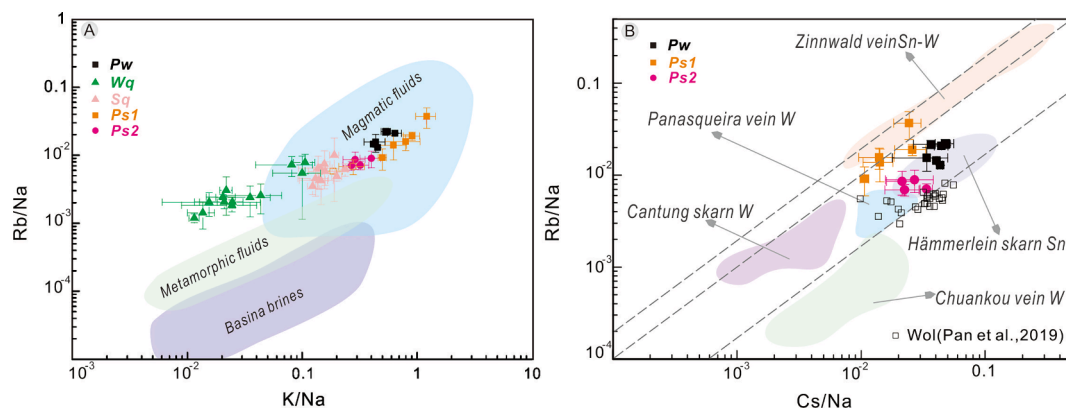 A
Pw
Wq
Sq
Ps1
Ps2
Magmatic fluids
Metamorphic fluids
Basina brines
1
0.1
10-2
10-3
10-4
10-3
10-2
0.1
1
10
Rb/Na
K/Na
B
Pw
Ps1
Ps2
Zinnwald veinSn-W
Panasqueira vein W
Cantung skarn W
Hämmerlein skarn Sn
Chuankou vein W
Wol(Pan et al.,2019)
0.1
10-2
10-3
10-4
10-3
10-2
0.1
Rb/Na
Cs/Na